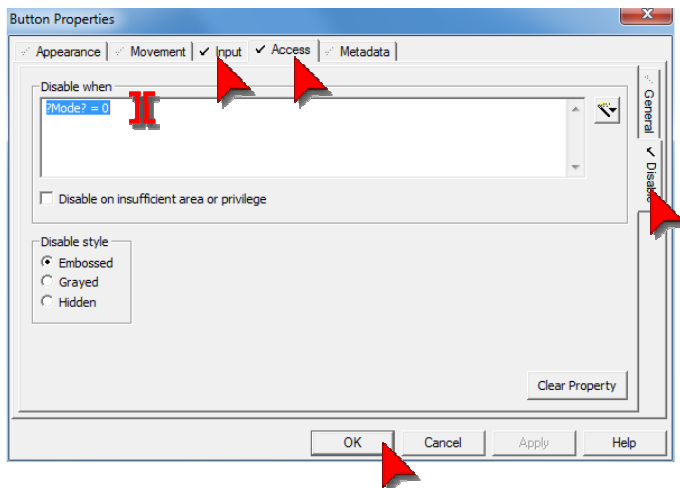 Button Properties
Appearance
Movement
Input
Access
Metadata
General
Disable
Disable when
?Mode? = 0
Disable on insufficient area or privilege
Disable style
Embossed
Grayed
Hidden
Clear Property
OK
Cancel
Apply
Help